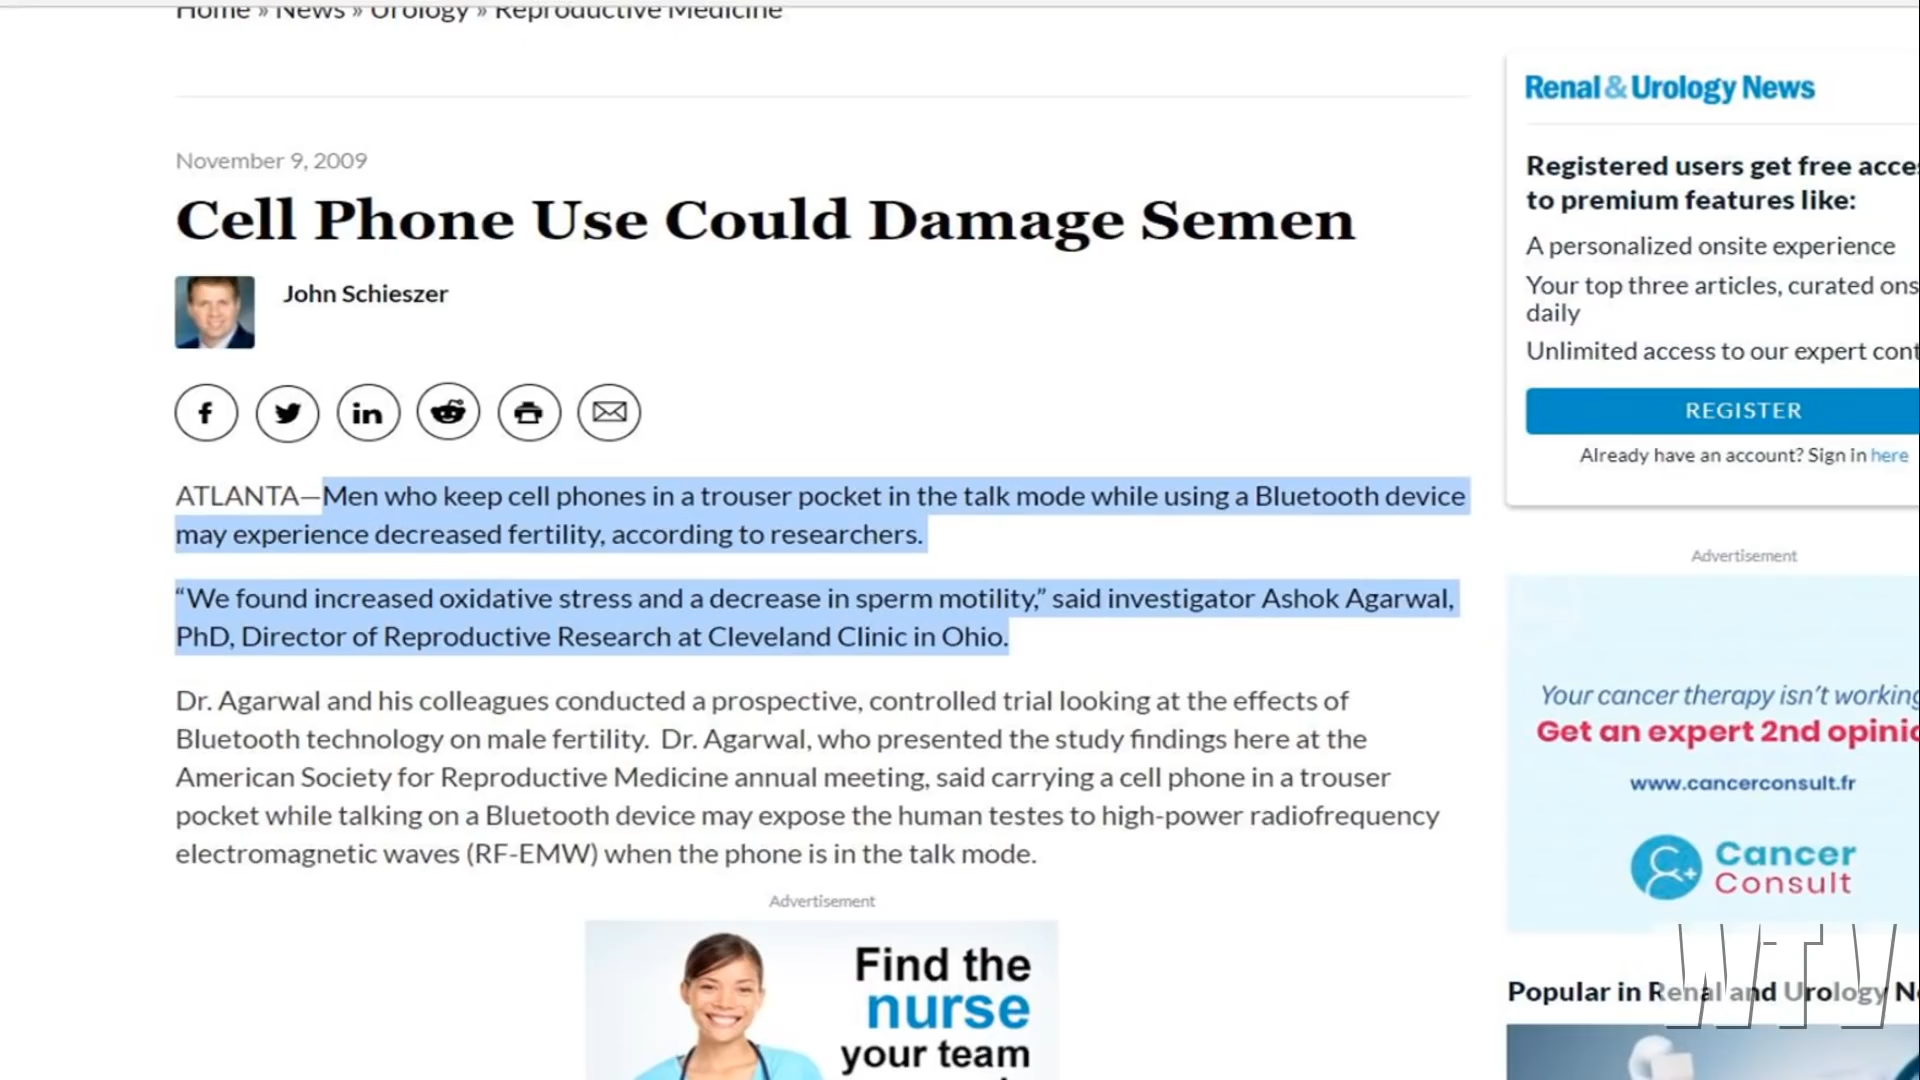 Home » News » Urology » Reproductive Medicine
November 9, 2009
Cell Phone Use Could Damage Semen
John Schieszer
ATLANTA—Men who keep cell phones in a trouser pocket in the talk mode while using a Bluetooth device
may experience decreased fertility, according to researchers.
“We found increased oxidative stress and a decrease in sperm motility,” said investigator Ashok Agarwal,
PhD, Director of Reproductive Research at Cleveland Clinic in Ohio.
Dr. Agarwal and his colleagues conducted a prospective, controlled trial looking at the effects of
Bluetooth technology on male fertility.  Dr. Agarwal, who presented the study findings here at the
American Society for Reproductive Medicine annual meeting, said carrying a cell phone in a trouser
pocket while talking on a Bluetooth device may expose the human testes to high-power radiofrequency
electromagnetic waves (RF-EMW) when the phone is in the talk mode.
Advertisement
Find the
nurse
your team
Renal & Urology News
Registered users get free acce
to premium features like:
A personalized onsite experience
Your top three articles, curated ons
daily
Unlimited access to our expert cont
REGISTER
Already have an account? Sign in here
Advertisement
Your cancer therapy isn't working
Get an expert 2nd opinio
www.cancerconsult.fr
Cancer
Consult
WTV
Popular in Renal and Urology N